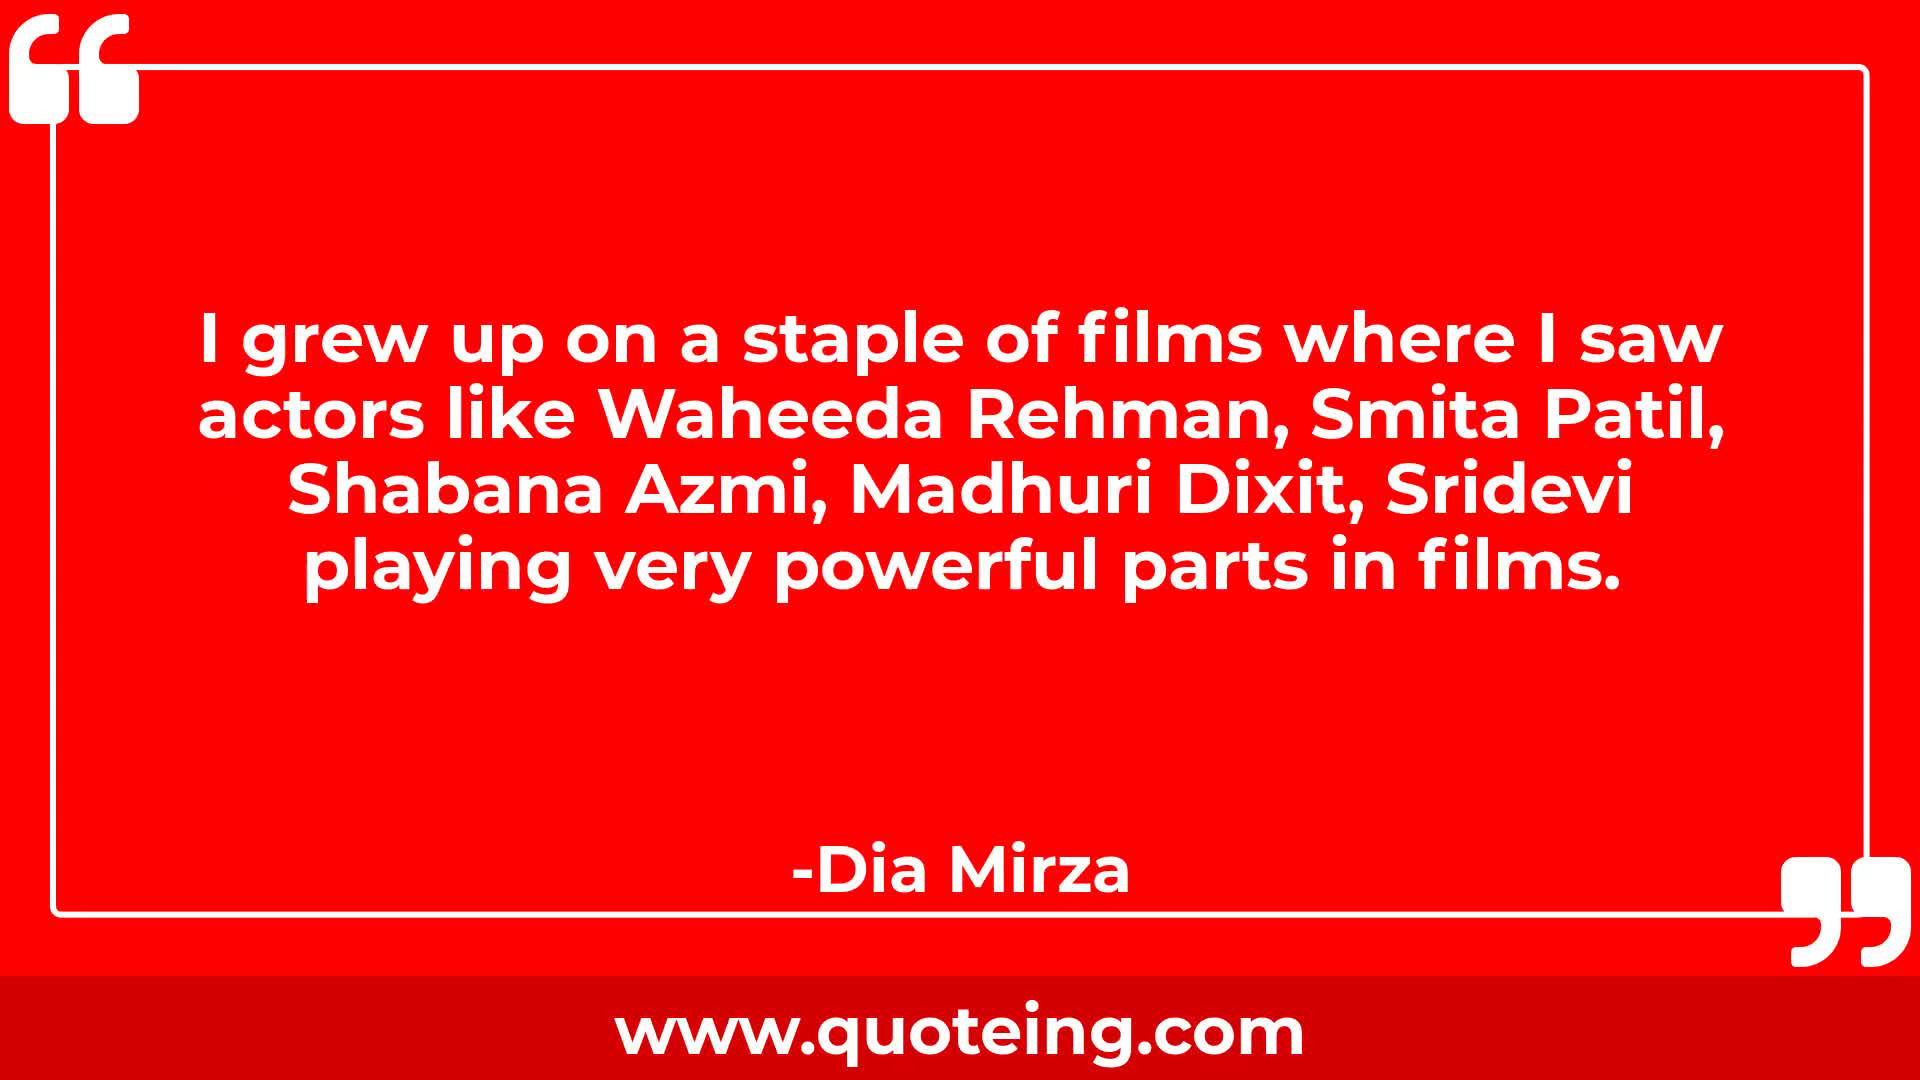 I grew up on a staple of films where I saw
actors like Waheeda Rehman, Smita Patil,
Shabana Azmi, Madhuri Dixit, Sridevi
playing very powerful parts in films.
-Dia Mirza
www.quoteing.com